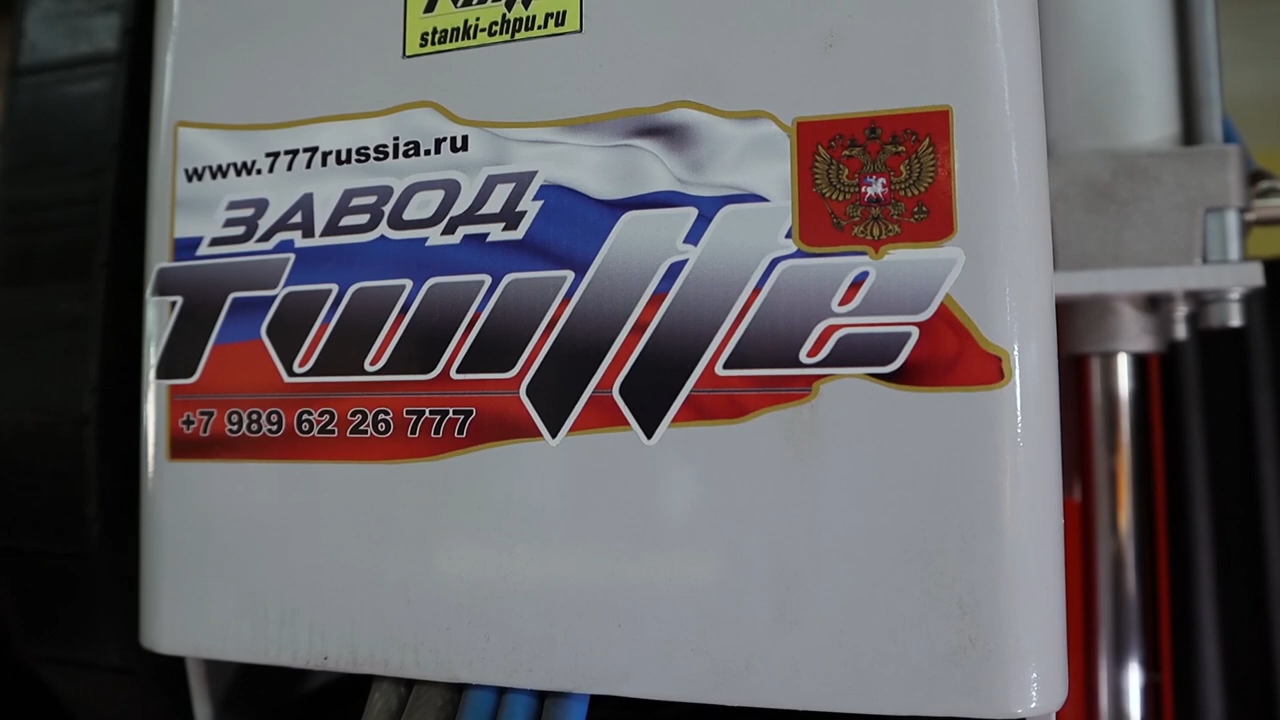 stanki-chpu.ru
www.777russia.ru
ЗАВОД
Twille
+7 989 62 26 777